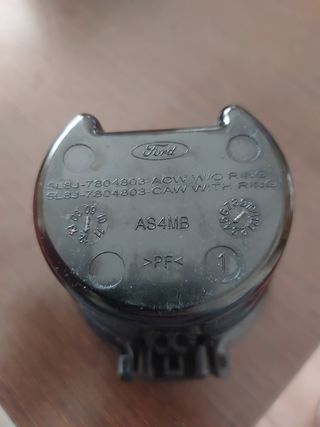 Ford
5L8J-7804803-ACW W/O RING
5L8J-7804803-CAW WITH RING
AS4MB
>PF<
1